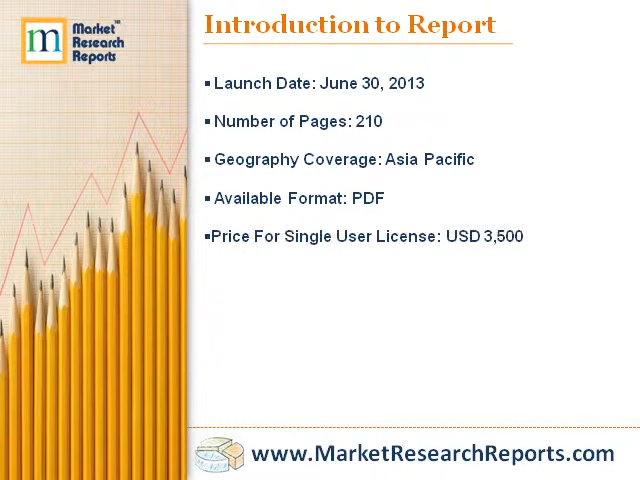 m
Market™
Research
Reports
Introduction to Report
▪ Launch Date: June 30, 2013
▪ Number of Pages: 210
▪ Geography Coverage: Asia Pacific
▪ Available Format: PDF
▪Price For Single User License: USD 3,500
www.MarketResearchReports.com